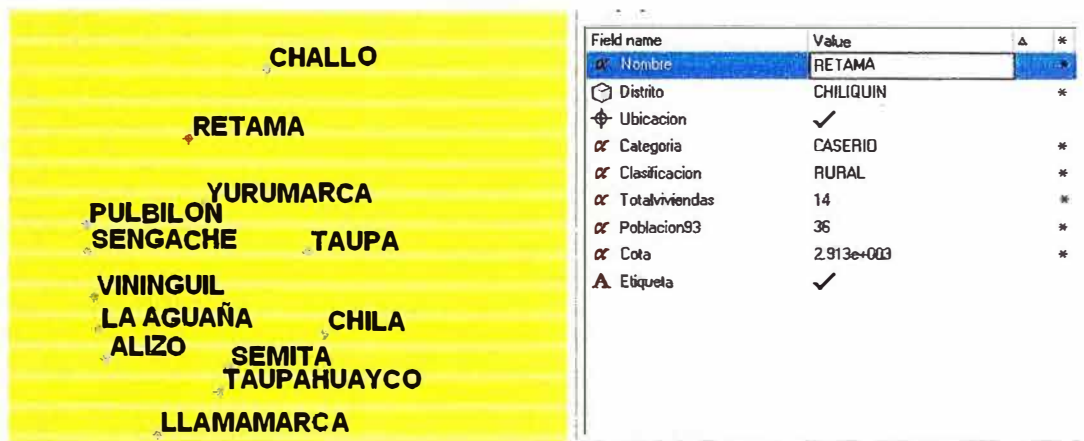 CHALLO
RETAMA
YURUMARCA
PULBILON
SENGACHE
TAUPA
VININGUIL
LA AGUAÑA
CHILA
ALIZO
SEMITA
TAUPAHUAYCO
LLAMAMARCA
Field name Value *
Nombre RETAMA *
Distrito CHILIQUIN *
Ubicacion ✓
Categoria CASERIO *
Clasificacion RURAL *
Totalviviendas 14 *
Poblacion93 36 *
Cota 2.913e+003 *
A Etiqueta ✓